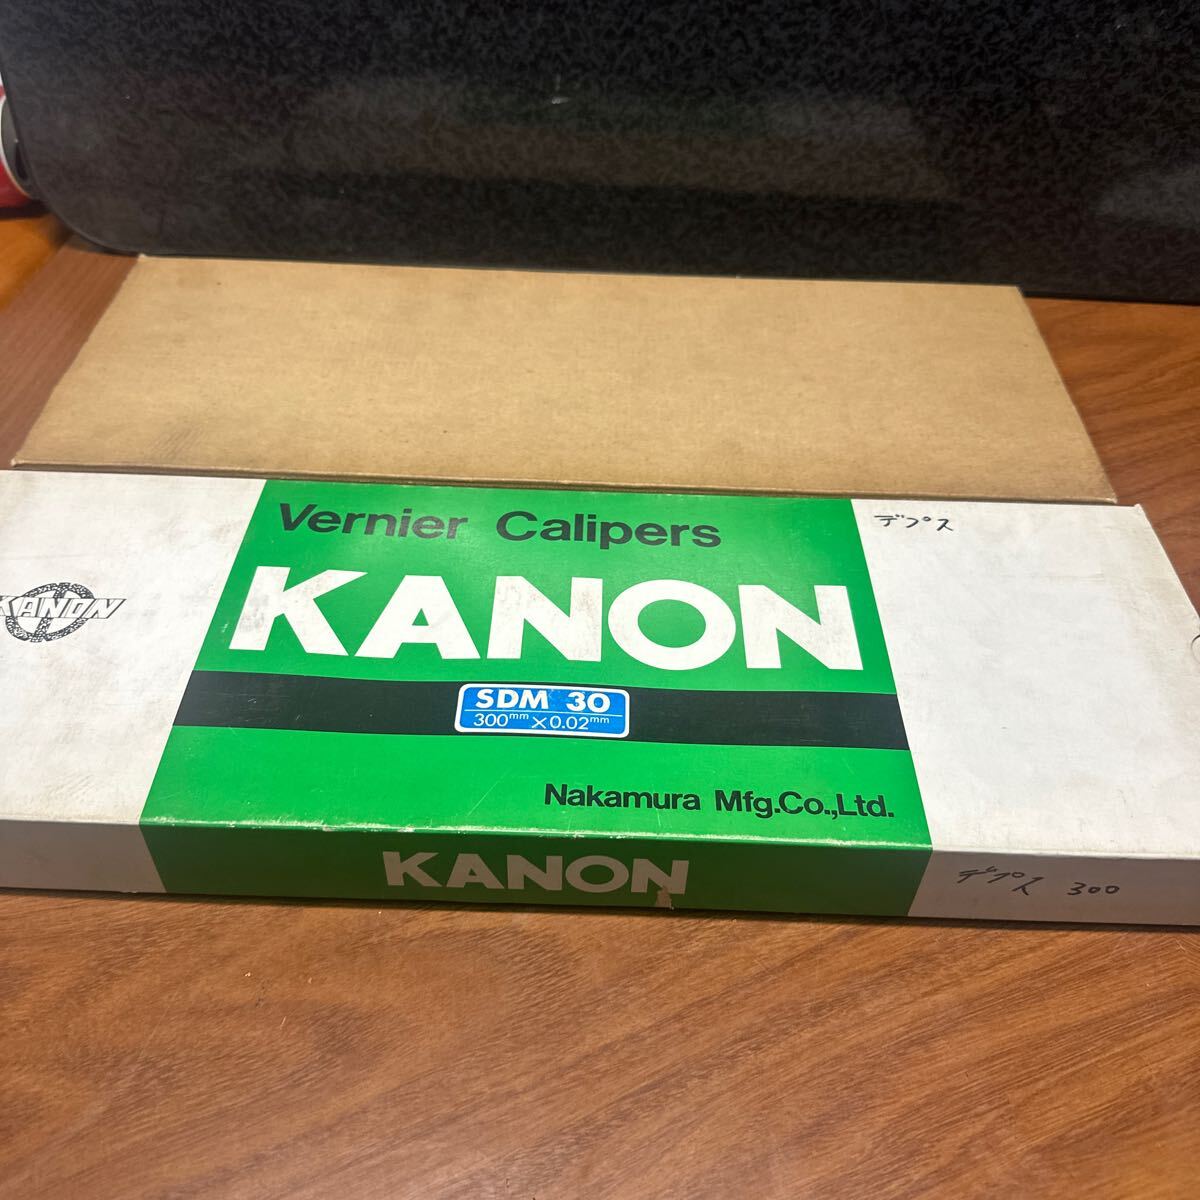 Vernier Calipers
デプス
KANON
KANON
SDM 30
300mm×0.02mm
Nakamura Mfg.Co.,Ltd.
KANON
デプス 300